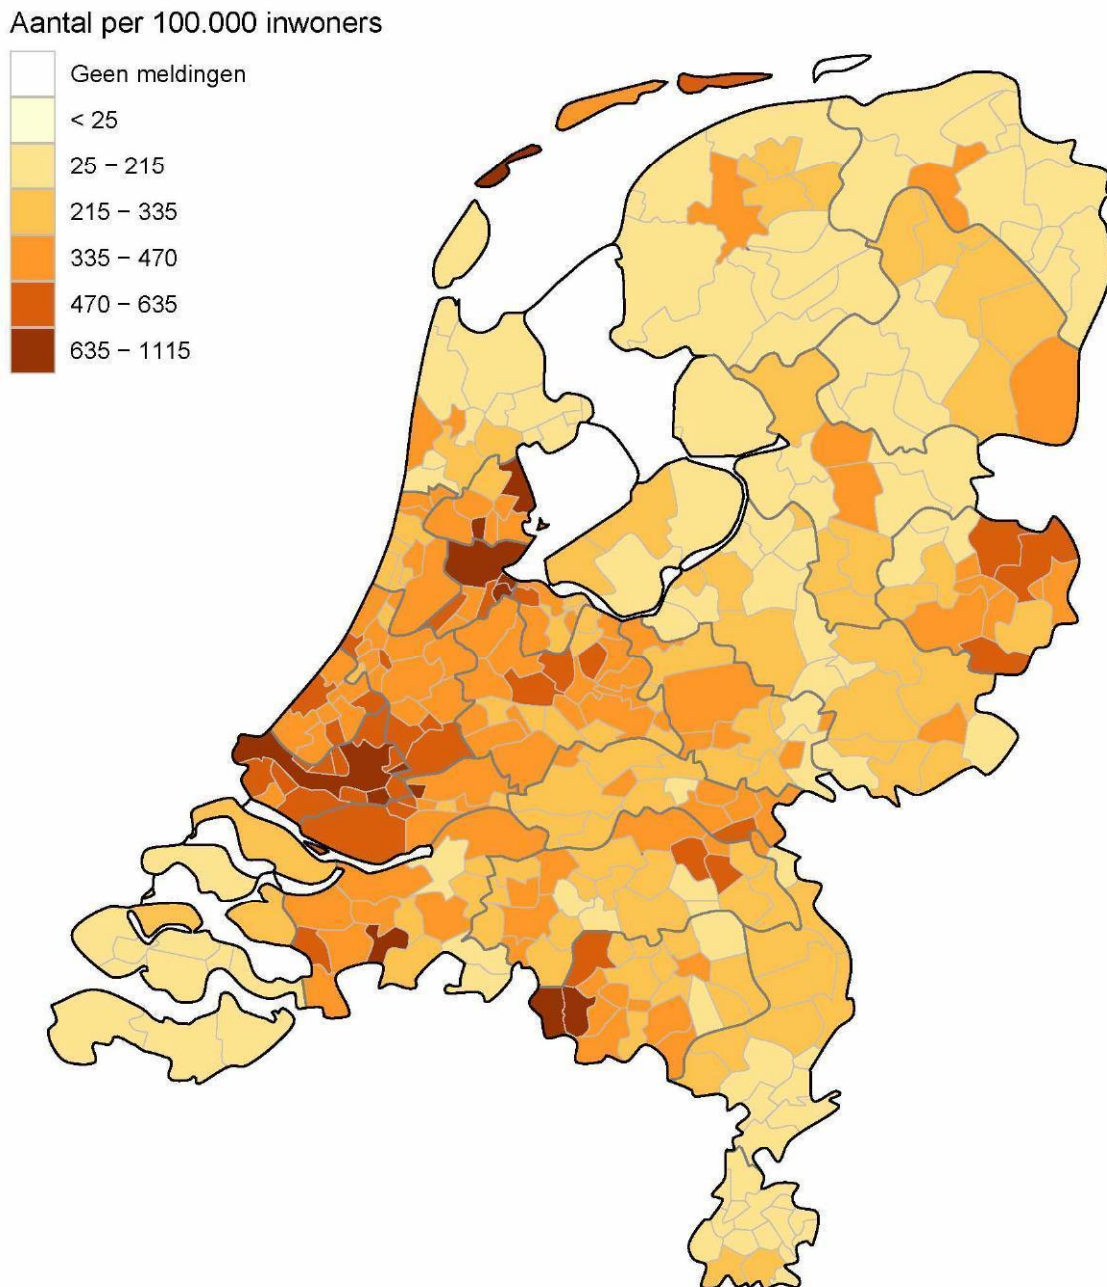 Aantal per 100.000 inwoners
Geen meldingen
< 25
25 − 215
215 − 335
335 − 470
470 − 635
635 − 1115